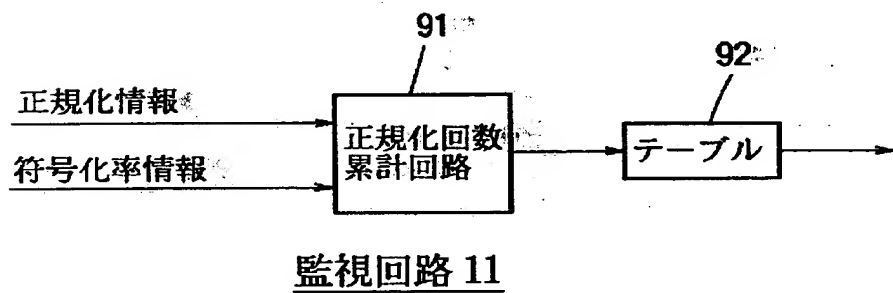 91
92
正規化情報
符号化率情報
正規化回数
累計回路
テーブル
監視回路 11